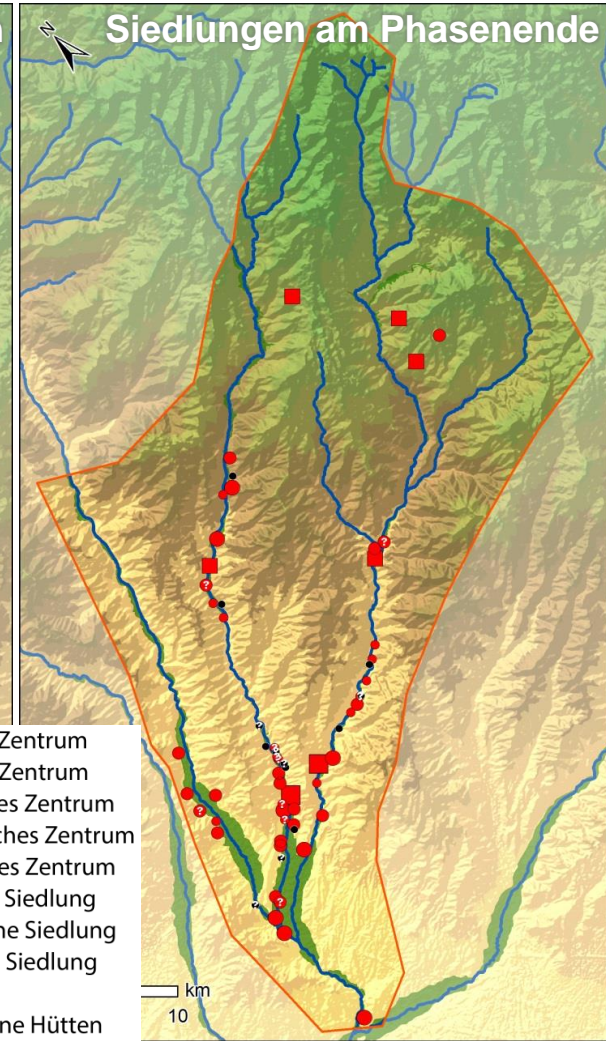 Siedlungen am Phasenende
N
Zentrum
Zentrum
es Zentrum
ches Zentrum
es Zentrum
Siedlung
ne Siedlung
Siedlung
ne Hütten
km
10